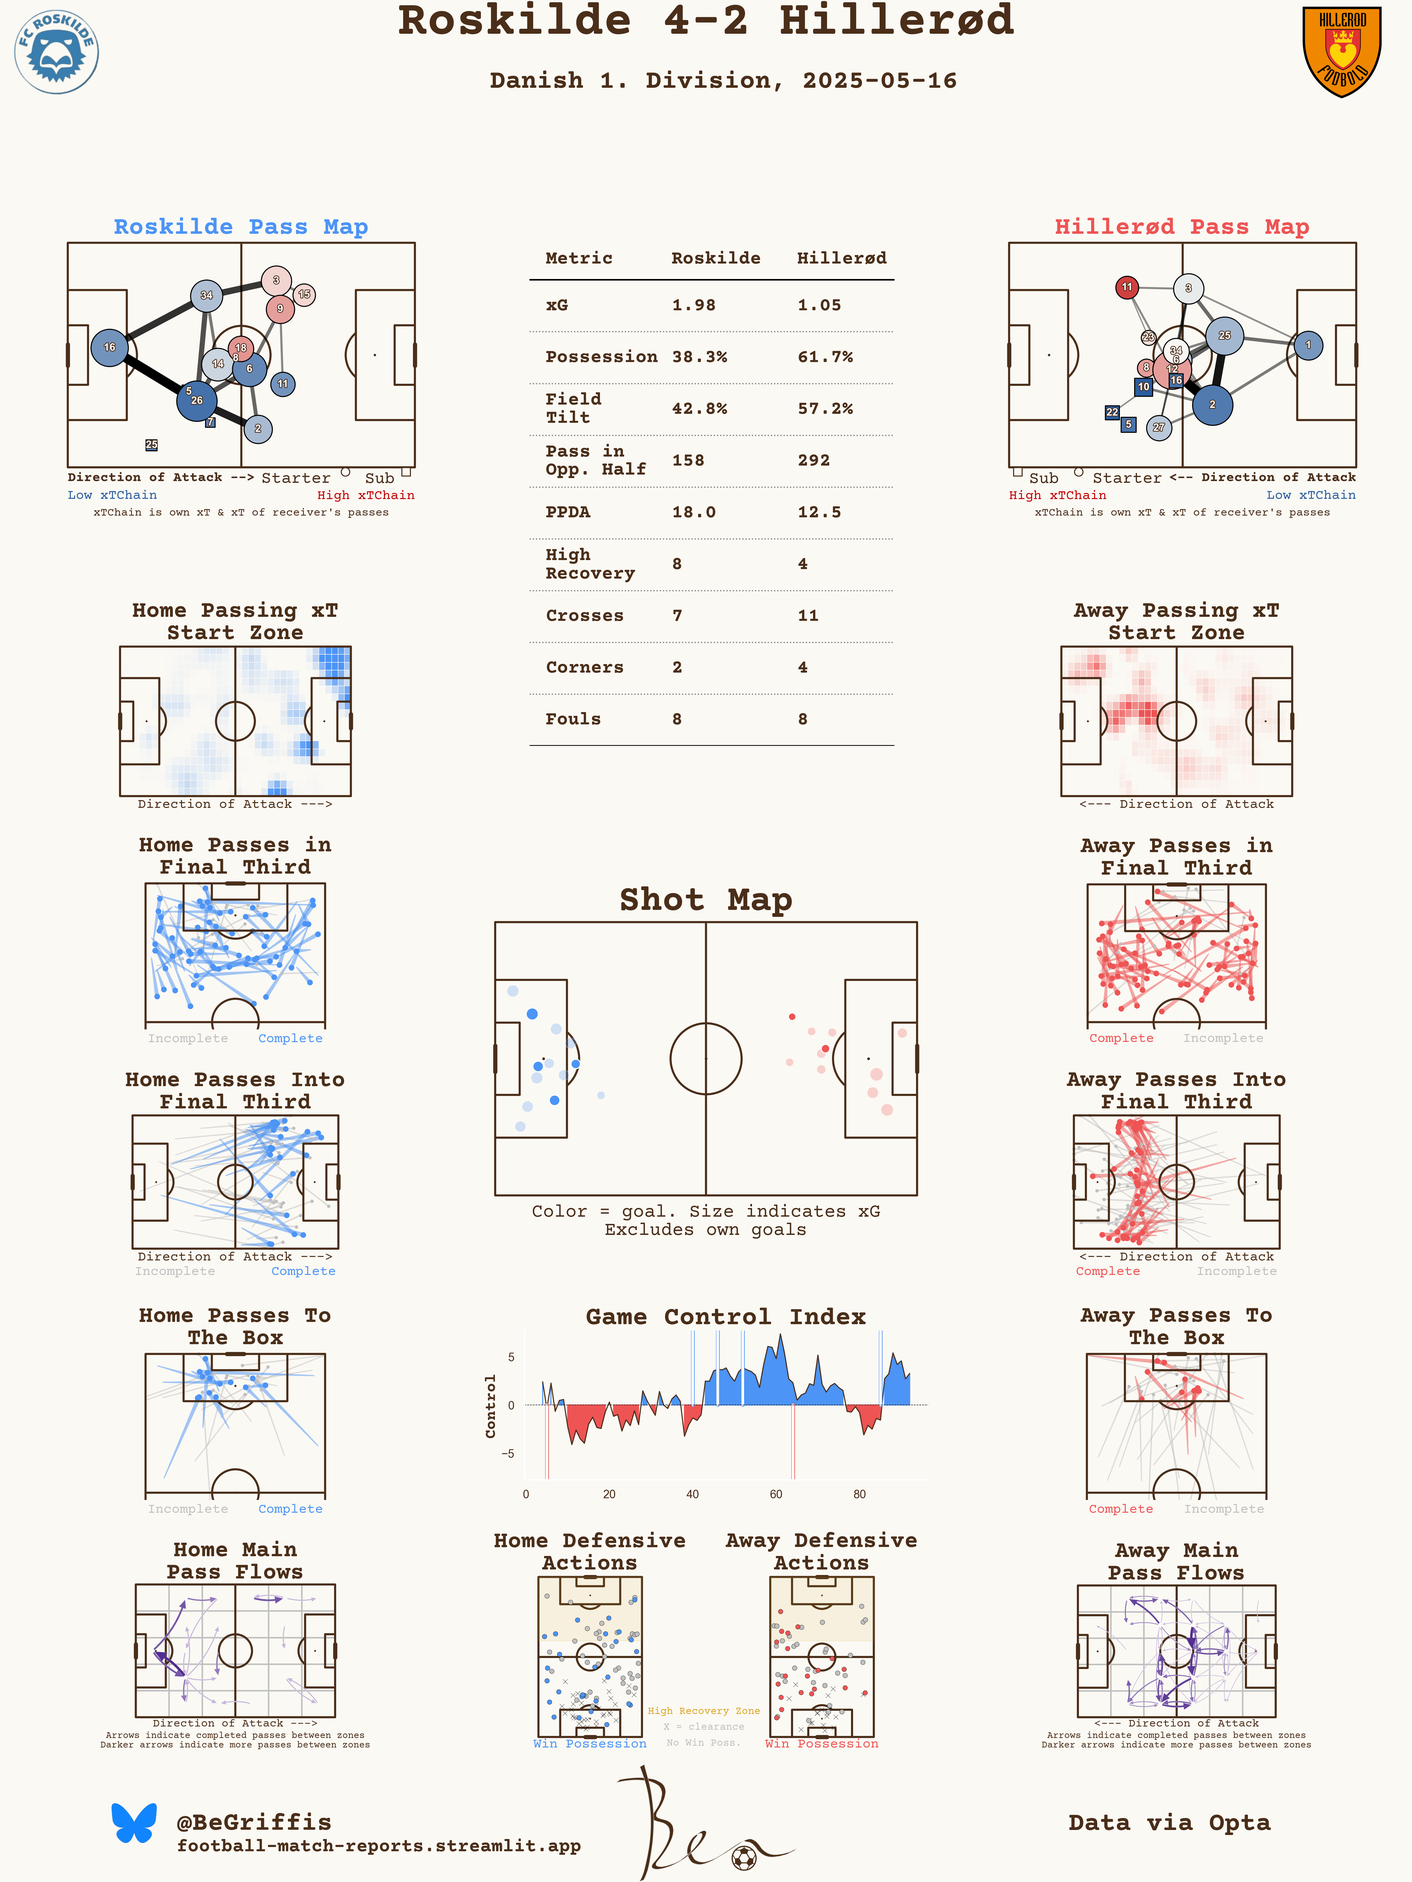 Roskilde 4-2 Hillerød
Danish 1. Division, 2025-05-16
FC ROSKILDE
HILLERØD
FODBOLD
Roskilde Pass Map
34
3
15
9
16
18
8
14
6
11
5
26
7
2
25
Direction of Attack --> Starter Sub
Low xTChain High xTChain
xTChain is own xT & xT of receiver's passes
Metric Roskilde Hillerød
xG 1.98 1.05
Possession 38.3% 61.7%
Field
Tilt 42.8% 57.2%
Pass in
Opp. Half 158 292
PPDA 18.0 12.5
High
Recovery 8 4
Crosses 7 11
Corners 2 4
Fouls 8 8
Hillerød Pass Map
11
3
23
25
1
34
6
8
12
16
10
2
22
5
27
Sub Starter <-- Direction of Attack
High xTChain Low xTChain
xTChain is own xT & xT of receiver's passes
Home Passing xT
Start Zone
Direction of Attack --->
Away Passing xT
Start Zone
<--- Direction of Attack
Home Passes in
Final Third
Incomplete Complete
Away Passes in
Final Third
Complete Incomplete
Shot Map
Color = goal. Size indicates xG
Excludes own goals
Home Passes Into
Final Third
Direction of Attack --->
Incomplete Complete
Away Passes Into
Final Third
<--- Direction of Attack
Complete Incomplete
Home Passes To
The Box
Incomplete Complete
Game Control Index
Control
5
0
−5
0 20 40 60 80
Away Passes To
The Box
Complete Incomplete
Home Main
Pass Flows
Direction of Attack --->
Arrows indicate completed passes between zones
Darker arrows indicate more passes between zones
Home Defensive
Actions
Win Possession
Away Defensive
Actions
Win Possession
High Recovery Zone
X = clearance
No Win Poss.
Away Main
Pass Flows
<--- Direction of Attack
Arrows indicate completed passes between zones
Darker arrows indicate more passes between zones
@BeGriffis
football-match-reports.streamlit.app
Ben
Data via Opta